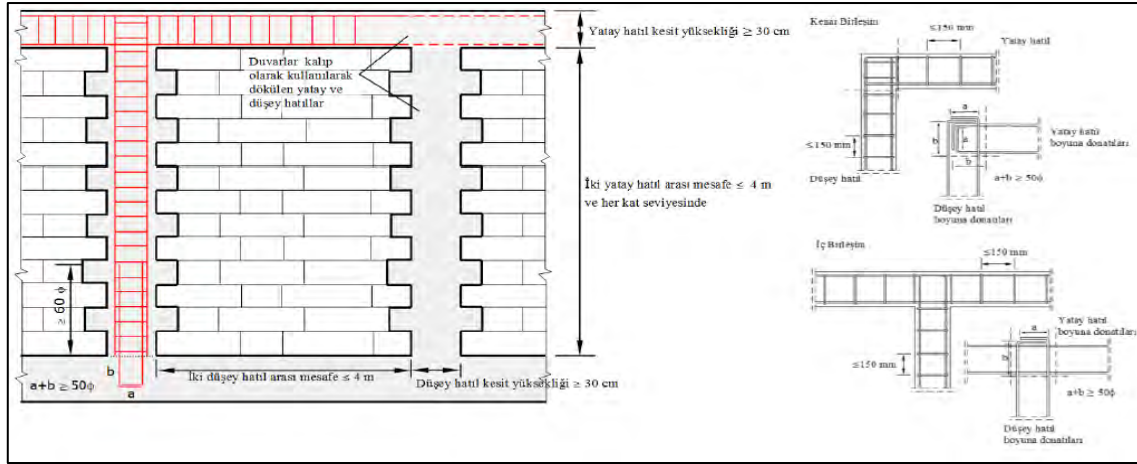 Yatay hatıl kesit yüksekliği ≥ 30 cm
Duvarlar kalıp
olarak kullanılarak
dökülen yatay ve
düşey hatıllar
İki yatay hatıl arası mesafe ≤ 4 m
ve her kat seviyesinde
≥ 60 ϕ
b
a
a+b ≥ 50ϕ
İki düşey hatıl arası mesafe ≤ 4 m
Düşey hatıl kesit yüksekliği ≥ 30 cm
Kenar Birleşim
≤150 mm
Yatay hatıl
≤150 mm
Düşey hatıl
a
b
a
b
Yatay hatıl
boyuna donatıları
a+b ≥ 50ϕ
Düşey hatıl
boyuna donatıları
İç Birleşim
≤150 mm
≤150 mm
a
b
Yatay hatıl
boyuna donatıları
a+b ≥ 50ϕ
Düşey hatıl
boyuna donatıları